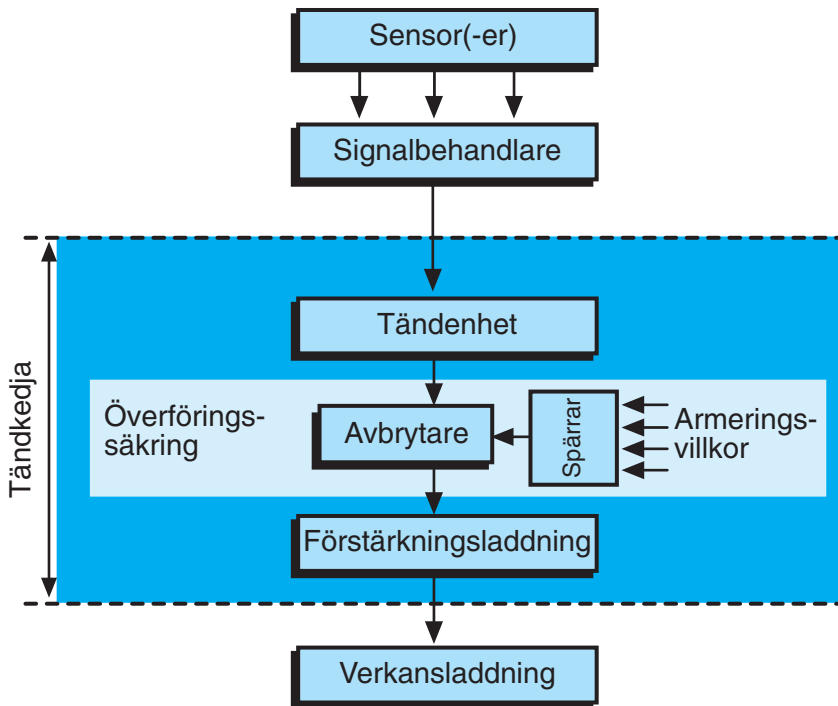 Sensor(-er)
Signalbehandlare
Tändkedja
Tändenhet
Överförings-
säkring
Avbrytare
Spärrar
Armerings-
villkor
Förstärkningsladdning
Verkansladdning